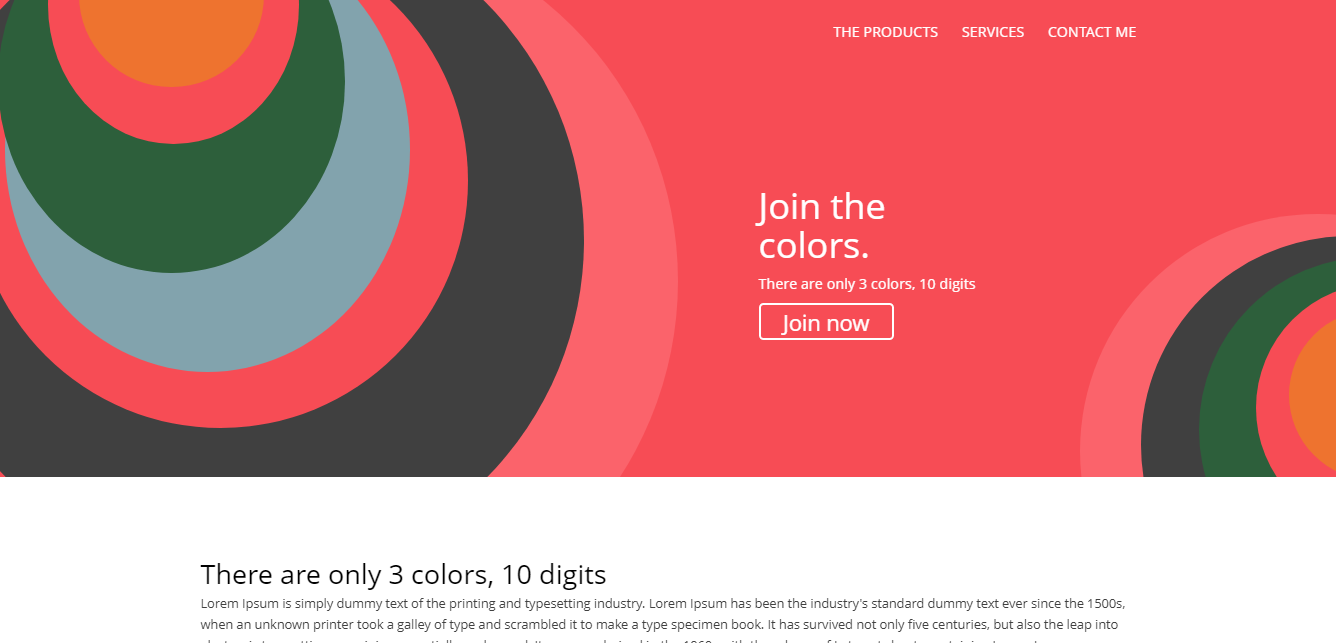 THE PRODUCTS SERVICES CONTACT ME
Join the
colors.
There are only 3 colors, 10 digits
Join now
There are only 3 colors, 10 digits
Lorem Ipsum is simply dummy text of the printing and typesetting industry. Lorem Ipsum has been the industry's standard dummy text ever since the 1500s,
when an unknown printer took a galley of type and scrambled it to make a type specimen book. It has survived not only five centuries, but also the leap into